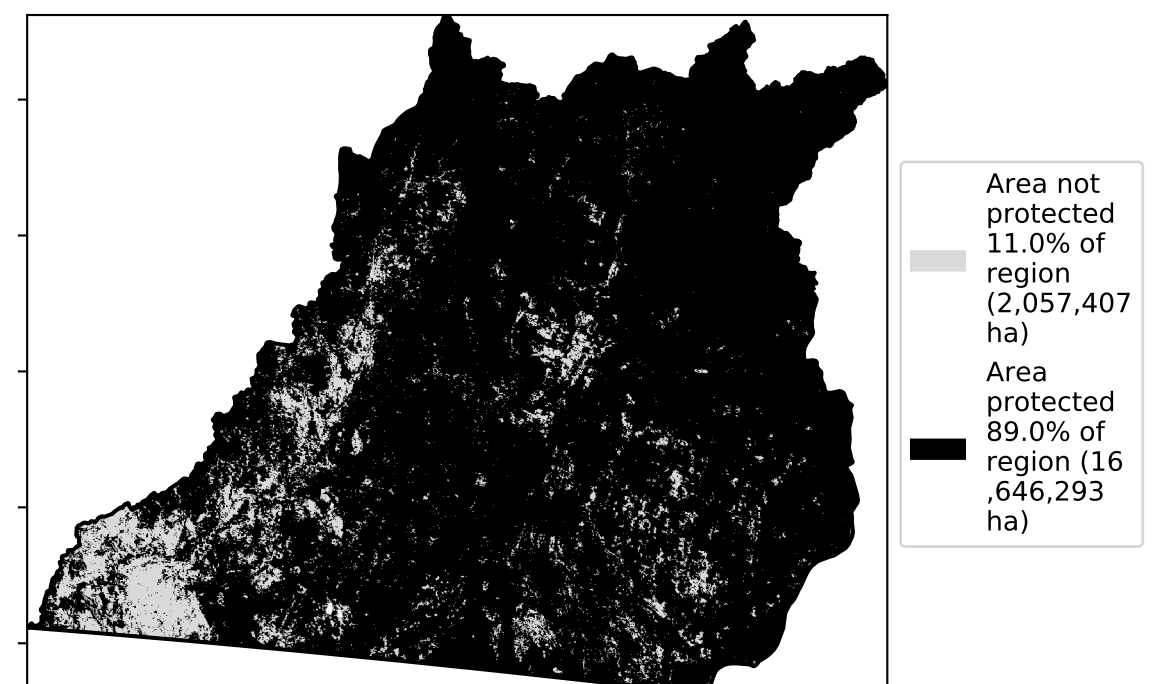 Area not
protected
11.0% of
region
(2,057,407
ha)
Area
protected
89.0% of
region (16
,646,293
ha)